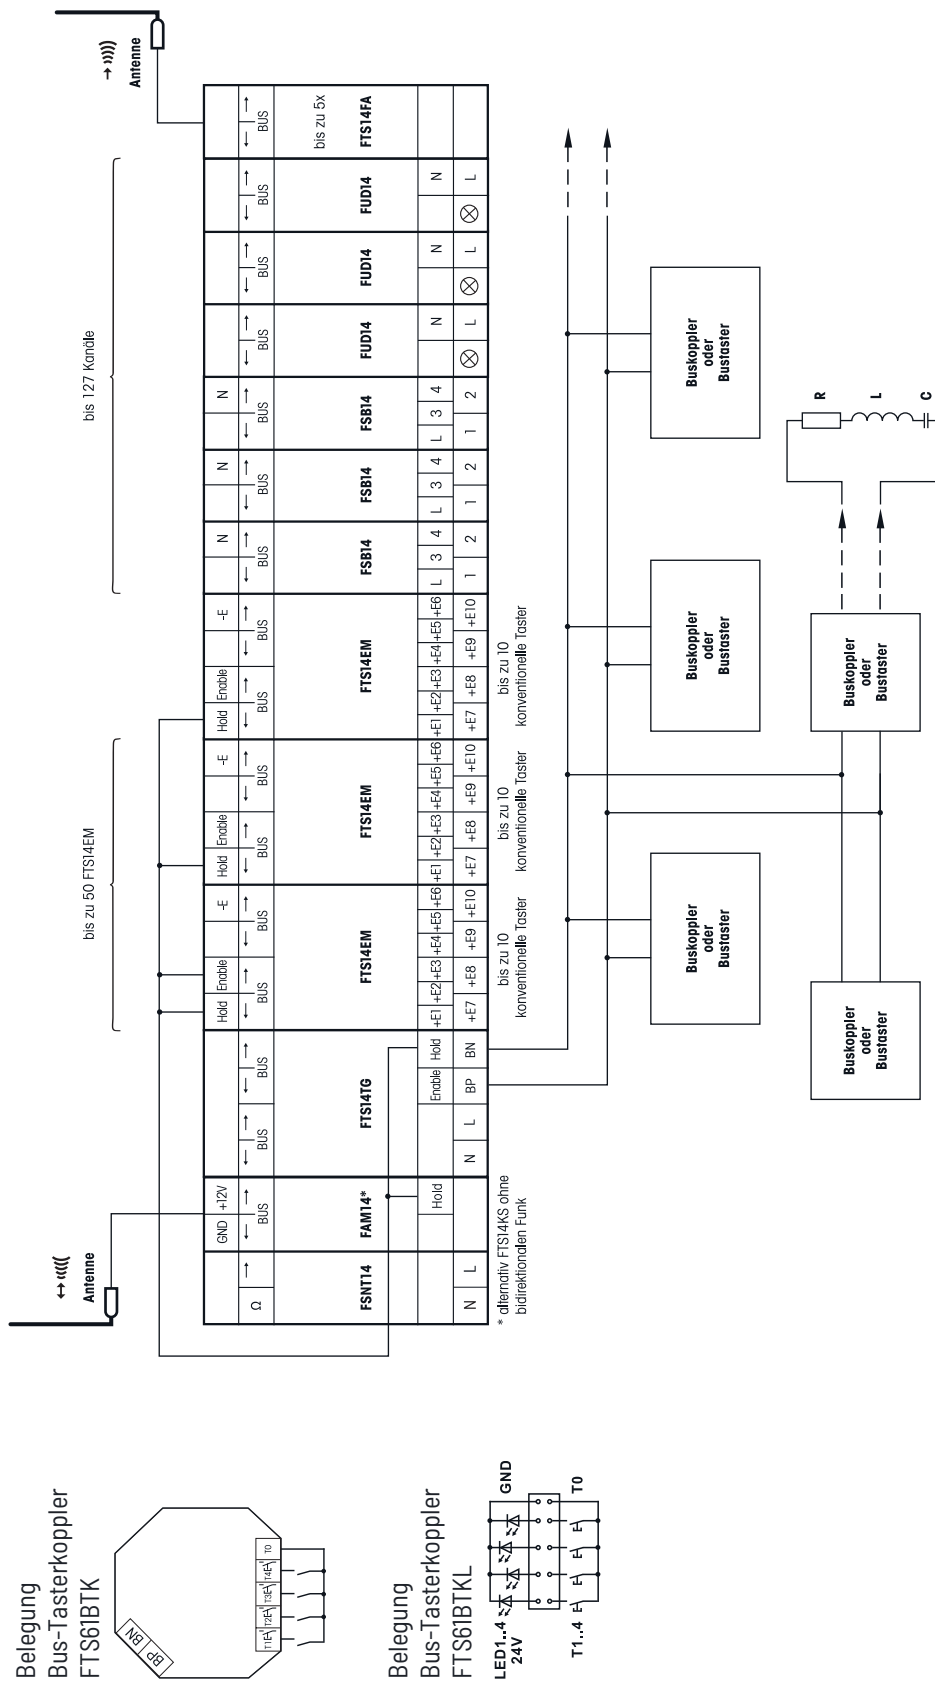 Antenne
Antenne
bis zu 50 FTS14EM
bis 127 Kanäle
GND +12V Hold Enable -E Hold Enable -E Hold Enable -E N N N
Ω BUS BUS BUS BUS BUS BUS BUS BUS BUS BUS BUS BUS BUS BUS BUS BUS
bis zu 5x
FSNT14 FAM14* FTS14TG FTS14EM FTS14EM FTS14EM FSB14 FSB14 FSB14 FUD14 FUD14 FUD14 FTS14FA
Hold Enable Hold +E1 +E2 +E3 +E4 +E5 +E6 +E1 +E2 +E3 +E4 +E5 +E6 +E1 +E2 +E3 +E4 +E5 +E6 L 3 4 L 3 4 L 3 4 N N N
N L N L BP BN +E7 +E8 +E9 +E10 +E7 +E8 +E9 +E10 +E7 +E8 +E9 +E10 1 2 1 2 1 2 L L L
* alternativ FTS14KS ohne
bidirektionalen Funk
bis zu 10
konventionelle Taster
bis zu 10
konventionelle Taster
bis zu 10
konventionelle Taster
Buskoppler
oder
Bustaster
Buskoppler
oder
Bustaster
Buskoppler
oder
Bustaster
Buskoppler
oder
Bustaster
Buskoppler
oder
Bustaster
R
L
C
Belegung
Bus-Tasterkoppler
FTS61BTK
BP BN
T1 T2 T3 T4 T0
Belegung
Bus-Tasterkoppler
FTS61BTKL
LED1..4
24V
GND
T1..4
T0